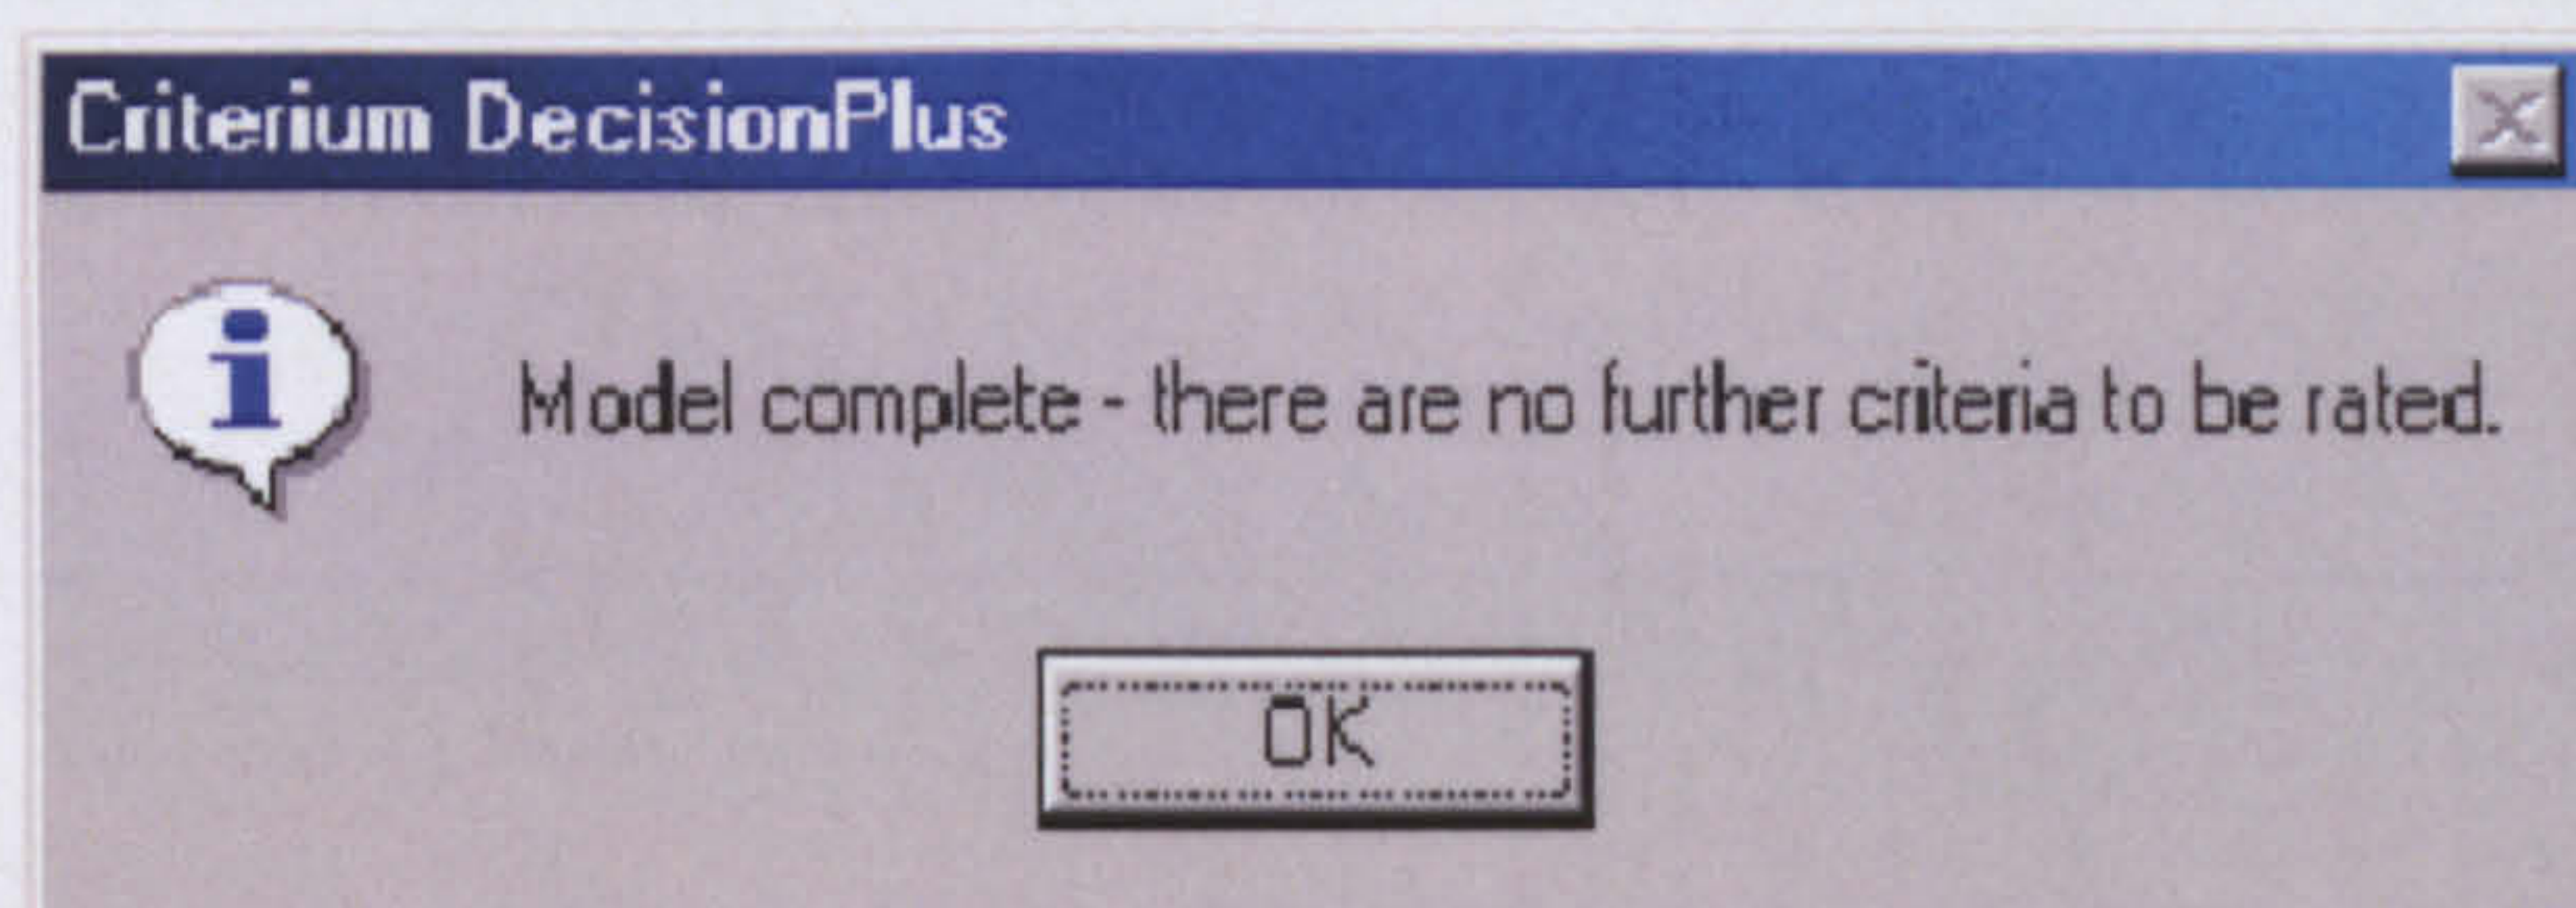 Criterium DecisionPlus
i
Model complete - there are no further criteria to be rated.
OK